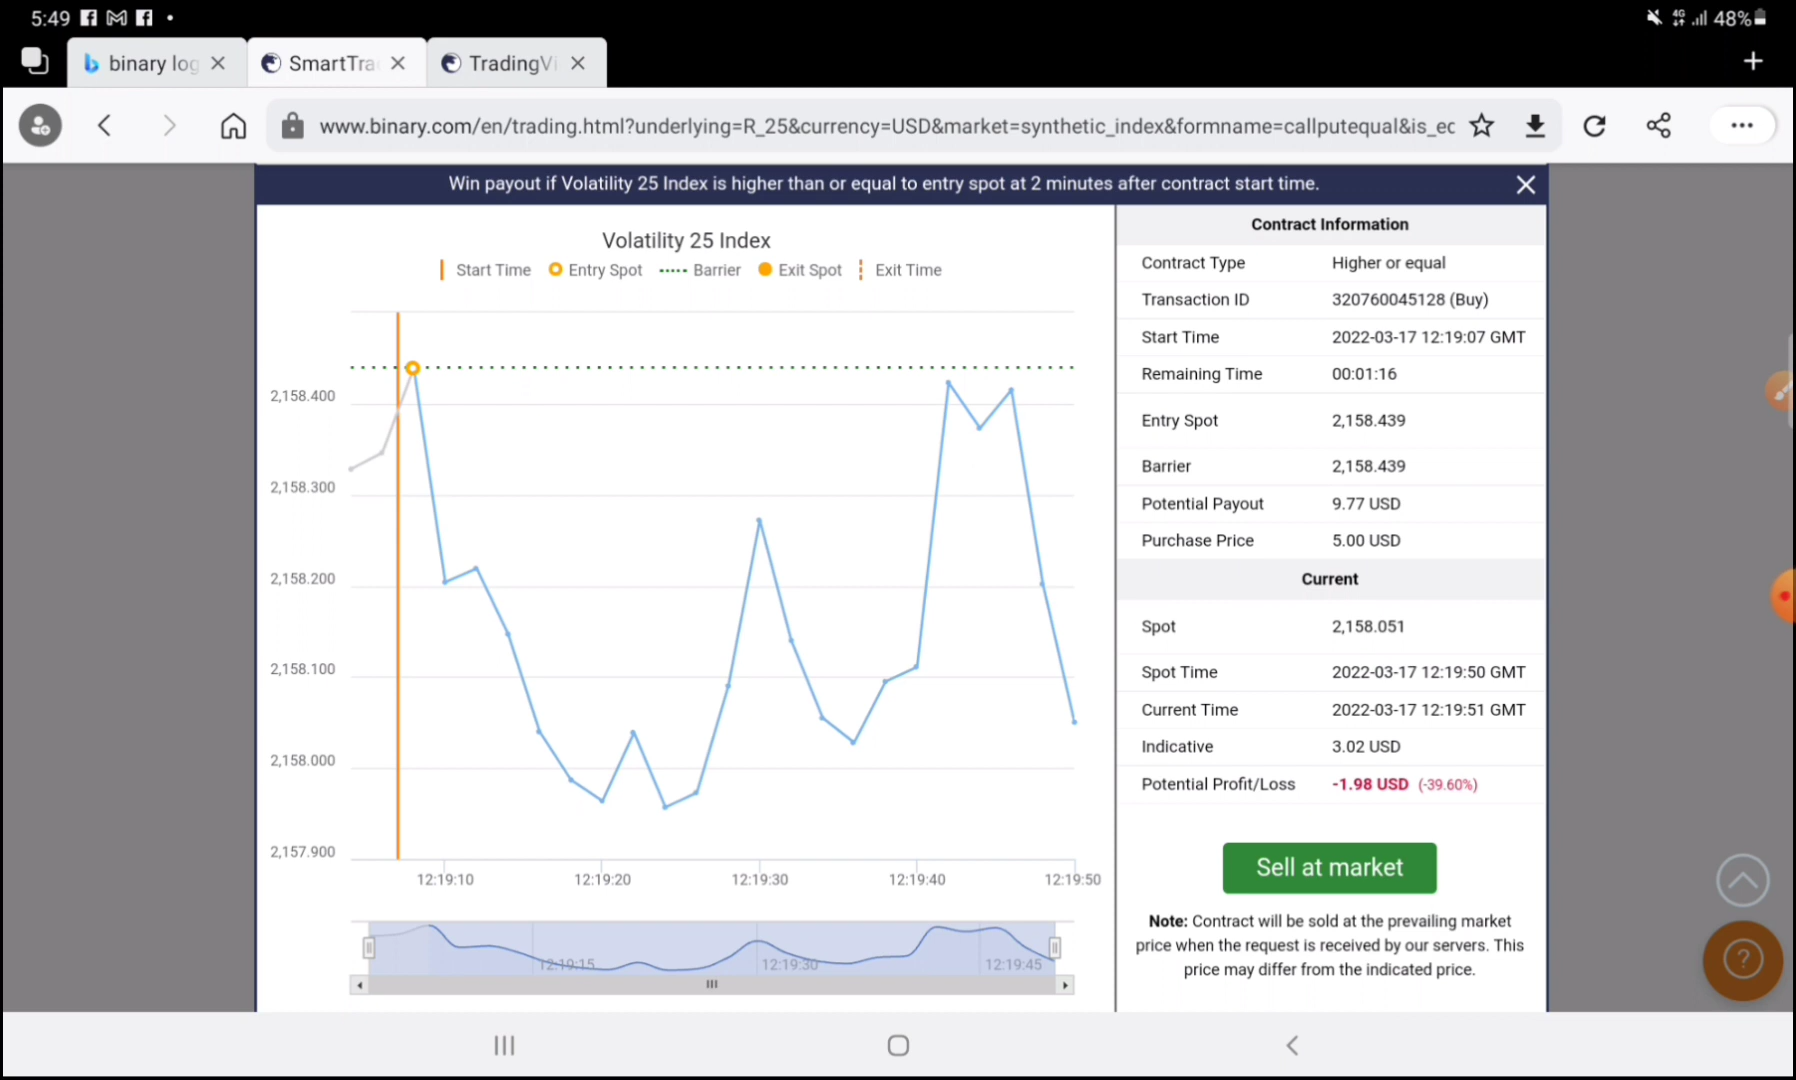 5:49
48%
binary log
SmartTra
TradingVi
www.binary.com/en/trading.html?underlying=R_25&currency=USD&market=synthetic_index&formname=callputequal&is_ec
Win payout if Volatility 25 Index is higher than or equal to entry spot at 2 minutes after contract start time.
Volatility 25 Index
Start Time Entry Spot Barrier Exit Spot Exit Time
2,158.400
2,158.300
2,158.200
2,158.100
2,158.000
2,157.900
12:19:10 12:19:20 12:19:30 12:19:40 12:19:50
12:19:15 12:19:30 12:19:45
Contract Information
Contract Type Higher or equal
Transaction ID 320760045128 (Buy)
Start Time 2022-03-17 12:19:07 GMT
Remaining Time 00:01:16
Entry Spot 2,158.439
Barrier 2,158.439
Potential Payout 9.77 USD
Purchase Price 5.00 USD
Current
Spot 2,158.051
Spot Time 2022-03-17 12:19:50 GMT
Current Time 2022-03-17 12:19:51 GMT
Indicative 3.02 USD
Potential Profit/Loss -1.98 USD (-39.60%)
Sell at market
Note: Contract will be sold at the prevailing market
price when the request is received by our servers. This
price may differ from the indicated price.